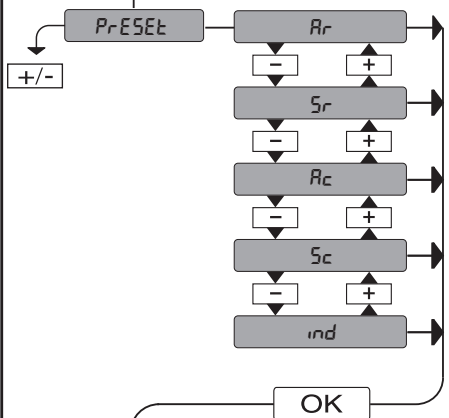 PrESEt Ar
- +
+/-
Sr
- +
Ac
- +
Sc
- +
ind
OK